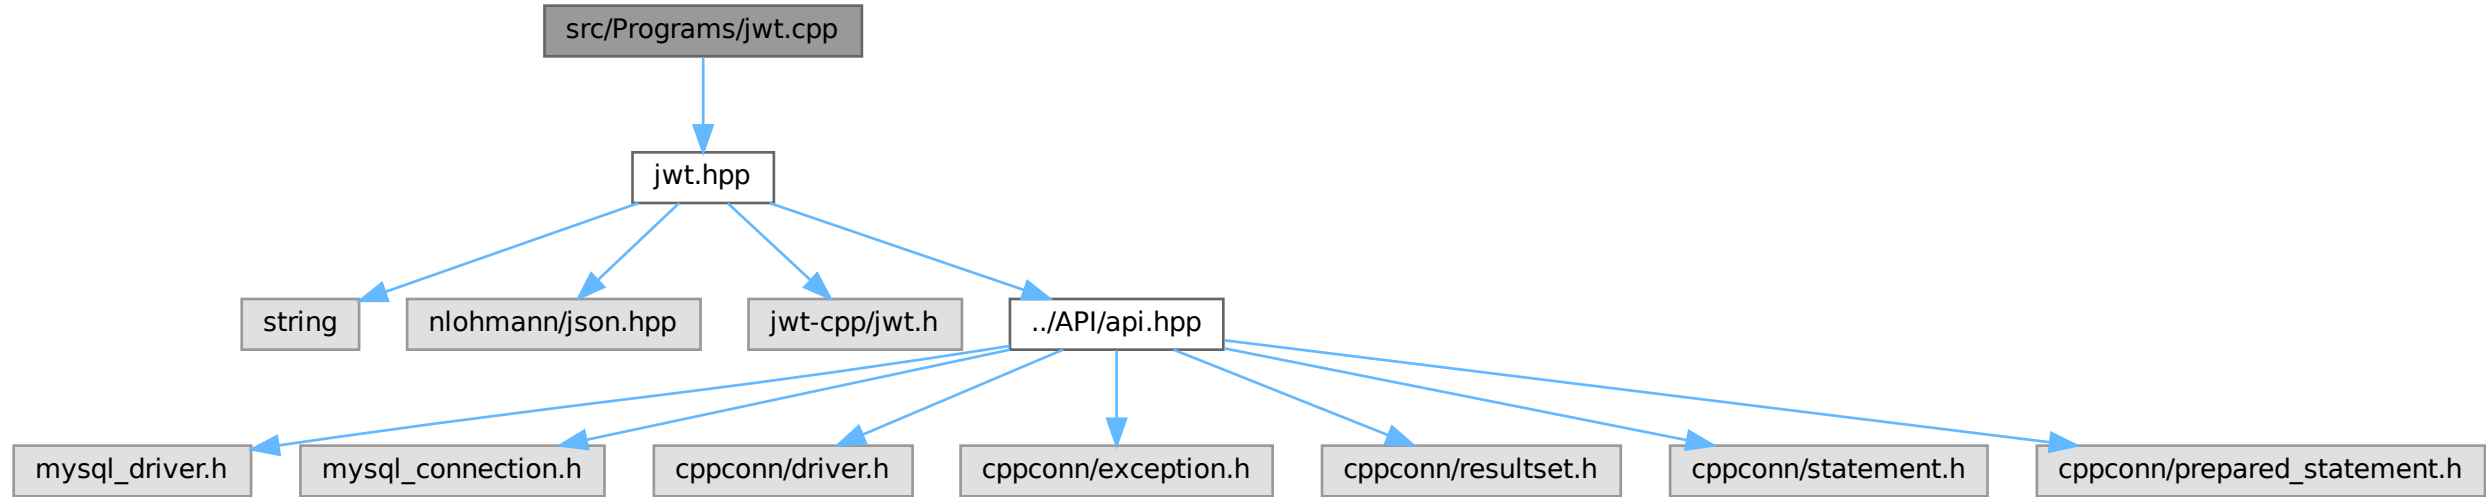 src/Programs/jwt.cpp
jwt.hpp
string
nlohmann/json.hpp
jwt-cpp/jwt.h
../API/api.hpp
mysql_driver.h
mysql_connection.h
cppconn/driver.h
cppconn/exception.h
cppconn/resultset.h
cppconn/statement.h
cppconn/prepared_statement.h